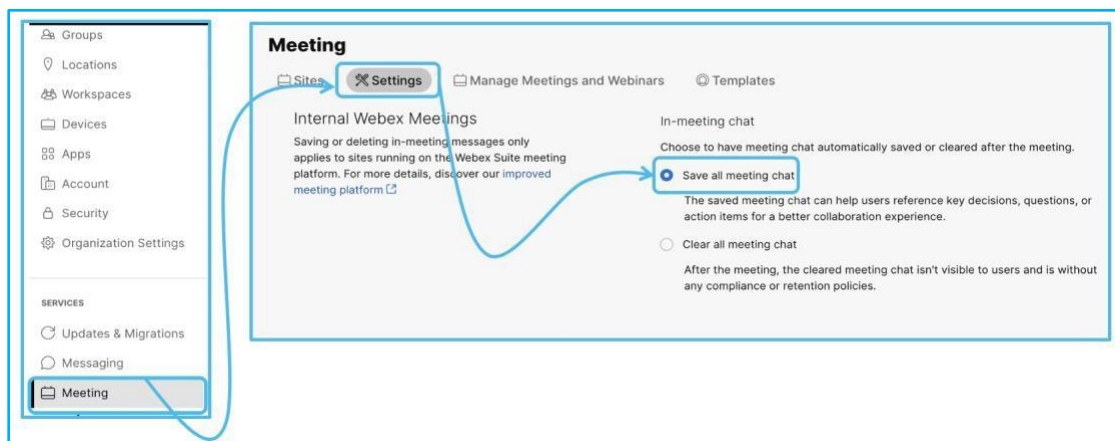 Groups
Locations
Workspaces
Devices
Apps
Account
Security
Organization Settings
SERVICES
Updates & Migrations
Messaging
Meeting
Meeting
Sites
Settings
Manage Meetings and Webinars
Templates
Internal Webex Meetings
Saving or deleting in-meeting messages only
applies to sites running on the Webex Suite meeting
platform. For more details, discover our improved
meeting platform
In-meeting chat
Choose to have meeting chat automatically saved or cleared after the meeting.
Save all meeting chat
The saved meeting chat can help users reference key decisions, questions, or
action items for a better collaboration experience.
Clear all meeting chat
After the meeting, the cleared meeting chat isn't visible to users and is without
any compliance or retention policies.